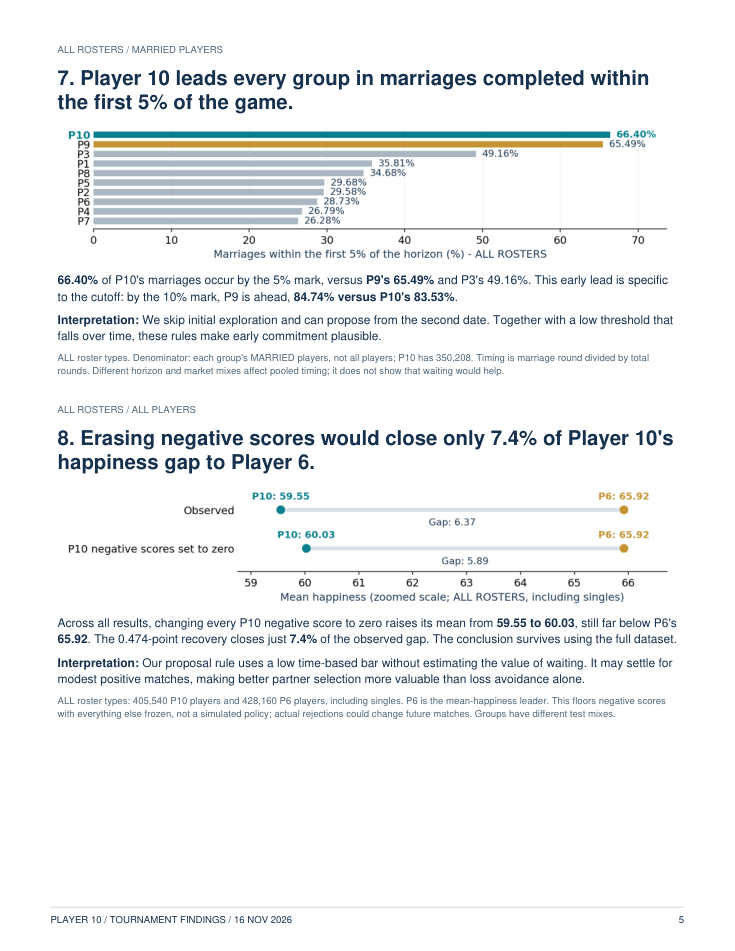 ALL ROSTERS / MARRIED PLAYERS
7. Player 10 leads every group in marriages completed within
the first 5% of the game.
P10 66.40%
P9 65.49%
P3 49.16%
P1 35.81%
P8 34.68%
P5 29.68%
P2 29.58%
P6 28.73%
P4 26.79%
P7 26.28%
0 10 20 30 40 50 60 70
Marriages within the first 5% of the horizon (%) - ALL ROSTERS
66.40% of P10's marriages occur by the 5% mark, versus P9's 65.49% and P3's 49.16%. This early lead is specific
to the cutoff: by the 10% mark, P9 is ahead, 84.74% versus P10's 83.53%.
Interpretation: We skip initial exploration and can propose from the second date. Together with a low threshold that
falls over time, these rules make early commitment plausible.
ALL roster types. Denominator: each group's MARRIED players, not all players; P10 has 350,208. Timing is marriage round divided by total
rounds. Different horizon and market mixes affect pooled timing; it does not show that waiting would help.
ALL ROSTERS / ALL PLAYERS
8. Erasing negative scores would close only 7.4% of Player 10's
happiness gap to Player 6.
P10: 59.55 P6: 65.92
Observed
Gap: 6.37
P10: 60.03 P6: 65.92
P10 negative scores set to zero
Gap: 5.89
59 60 61 62 63 64 65 66
Mean happiness (zoomed scale; ALL ROSTERS, including singles)
Across all results, changing every P10 negative score to zero raises its mean from 59.55 to 60.03, still far below P6's
65.92. The 0.474-point recovery closes just 7.4% of the observed gap. The conclusion survives using the full dataset.
Interpretation: Our proposal rule uses a low time-based bar without estimating the value of waiting. It may settle for
modest positive matches, making better partner selection more valuable than loss avoidance alone.
ALL roster types: 405,540 P10 players and 428,160 P6 players, including singles. P6 is the mean-happiness leader. This floors negative scores
with everything else frozen, not a simulated policy; actual rejections could change future matches. Groups have different test mixes.
PLAYER 10 / TOURNAMENT FINDINGS / 16 NOV 2026 5